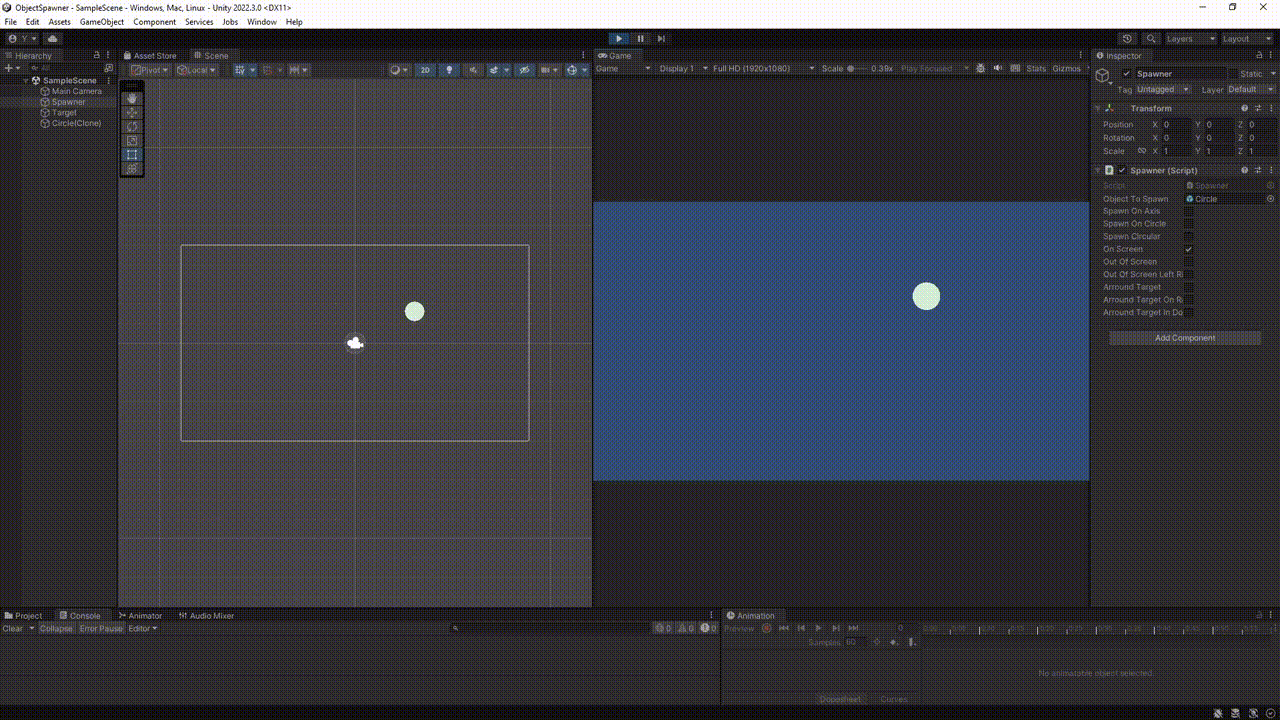 ObjectSpawner - SampleScene - Windows, Mac, Linux - Unity 2022.3.0 <DX11>
File Edit Assets GameObject Component Services Jobs Window Help
Y
Layers Layout
Hierarchy
All
SampleScene
Main Camera
Spawner
Target
Circle(Clone)
Asset Store Scene
Pivot Local 2D
Game
Game Display 1 Full HD (1920x1080) Scale 0.39x Play Focused Stats Gizmos
Inspector
Spawner Static
Tag Untagged Layer Default
Transform
Position X 0 Y 0 Z 0
Rotation X 0 Y 0 Z 0
Scale X 1 Y 1 Z 1
Spawner (Script)
Script Spawner
Object To Spawn Circle
Spawn On Axis
Spawn On Circle
Spawn Circular
On Screen
Out Of Screen
Out Of Screen Left Ri
Arround Target
Arround Target On Ri
Arround Target In Do
Add Component
Project Console Animator Audio Mixer
Clear Collapse Error Pause Editor 0 0 0
Animation
Preview 0
Samples 60
No animatable object selected.
Dopesheet Curves